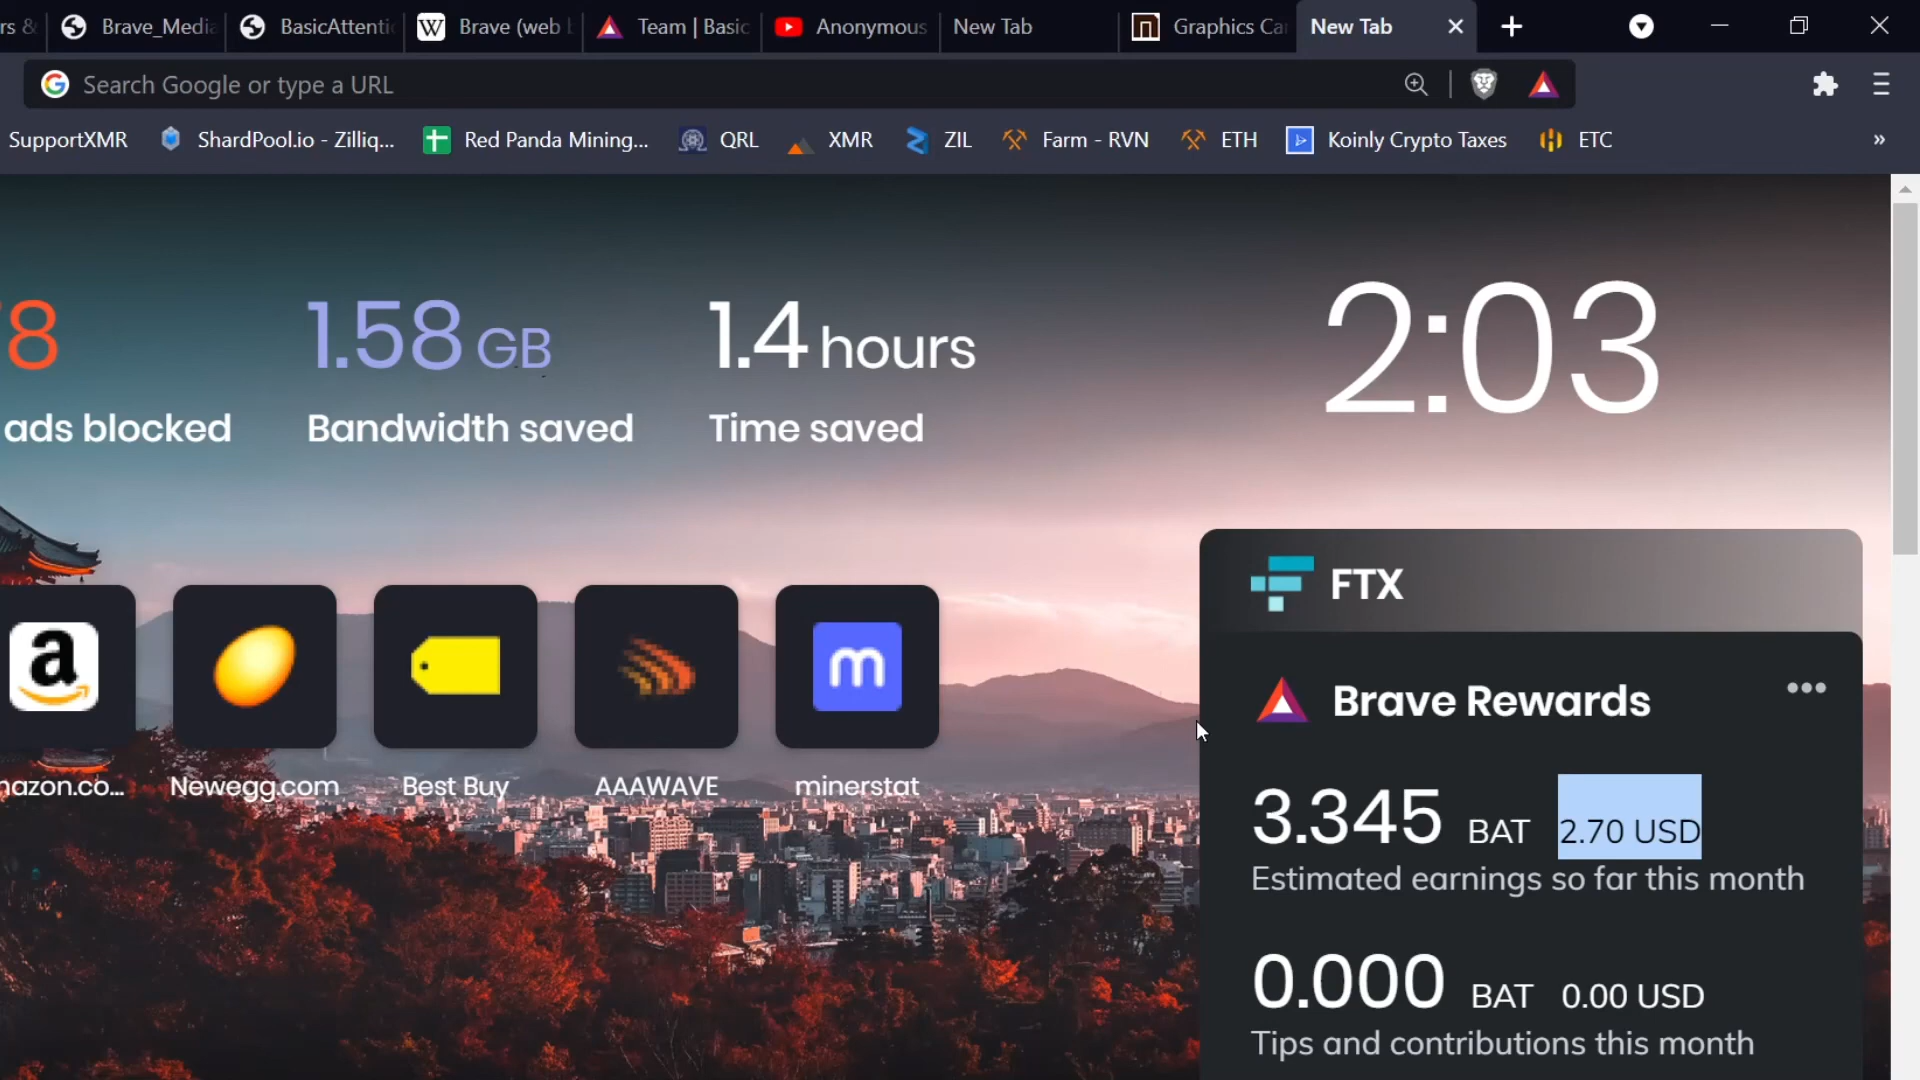 rs &
Brave_Media
BasicAttenti
Brave (web b
Team | Basic
Anonymous
New Tab
Graphics Car
New Tab
Search Google or type a URL
SupportXMR
ShardPool.io - Zilliq...
Red Panda Mining...
QRL
XMR
ZIL
Farm - RVN
ETH
Koinly Crypto Taxes
ETC
8
ads blocked
1.58 GB
Bandwidth saved
1.4 hours
Time saved
2:03
mazon.co...
Newegg.com
Best Buy
AAAWAVE
minerstat
FTX
Brave Rewards
3.345 BAT 2.70 USD
Estimated earnings so far this month
0.000 BAT 0.00 USD
Tips and contributions this month